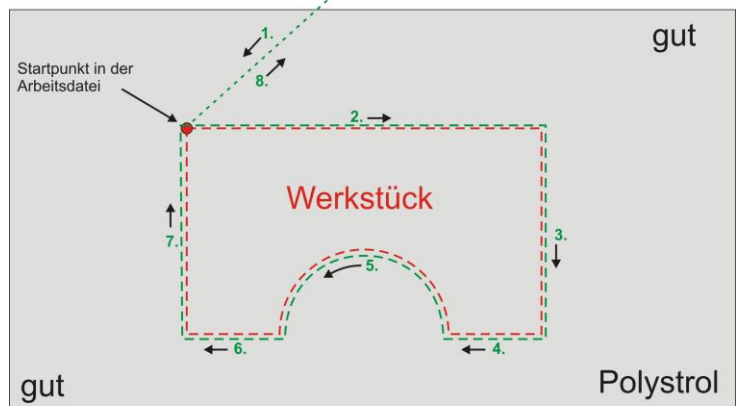 gut
1.
8.
Startpunkt in der
Arbeitsdatei
2.
Werkstück
3.
7.
5.
6.
4.
gut
Polystrol